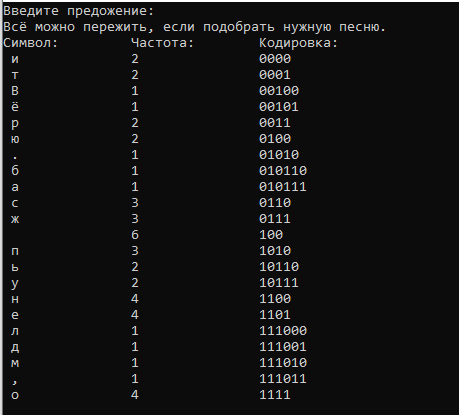 Введите предожение:
Всё можно пережить, если подобрать нужную песню.
Символ: Частота: Кодировка:
и 2 0000
т 2 0001
В 1 00100
ё 1 00101
р 2 0011
ю 2 0100
. 1 01010
б 1 010110
а 1 010111
с 3 0110
ж 3 0111
6 100
п 3 1010
ь 2 10110
у 2 10111
н 4 1100
е 4 1101
л 1 111000
д 1 111001
м 1 111010
, 1 111011
о 4 1111